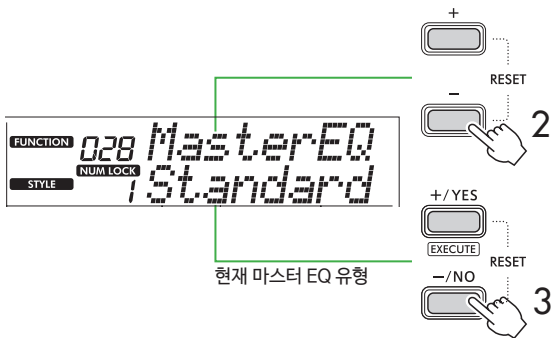 +
RESET
−
2
FUNCTION 028 MasterEQ
NUM LOCK
STYLE 1 Standard
+/YES
EXECUTE
RESET
현재 마스터 EQ 유형
−/NO
3